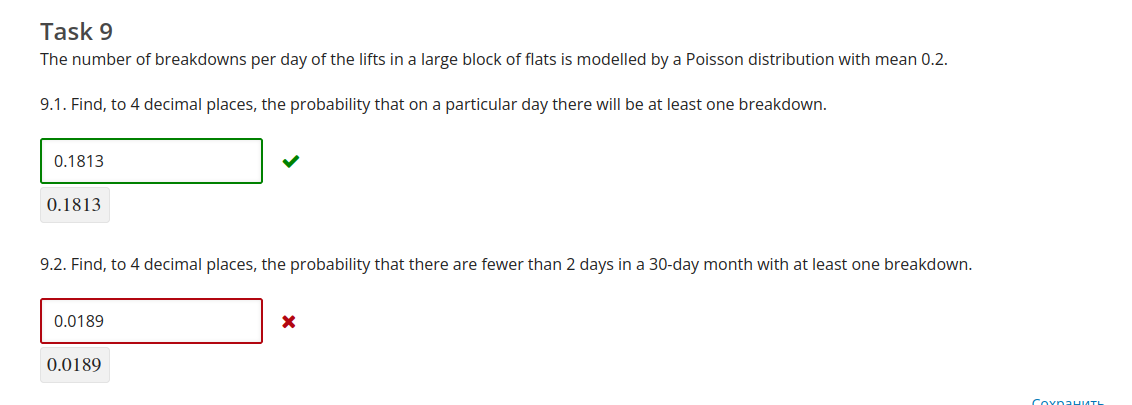 Task 9
The number of breakdowns per day of the lifts in a large block of flats is modelled by a Poisson distribution with mean 0.2.
9.1. Find, to 4 decimal places, the probability that on a particular day there will be at least one breakdown.
0.1813
0.1813
9.2. Find, to 4 decimal places, the probability that there are fewer than 2 days in a 30-day month with at least one breakdown.
0.0189
0.0189
Сохранить